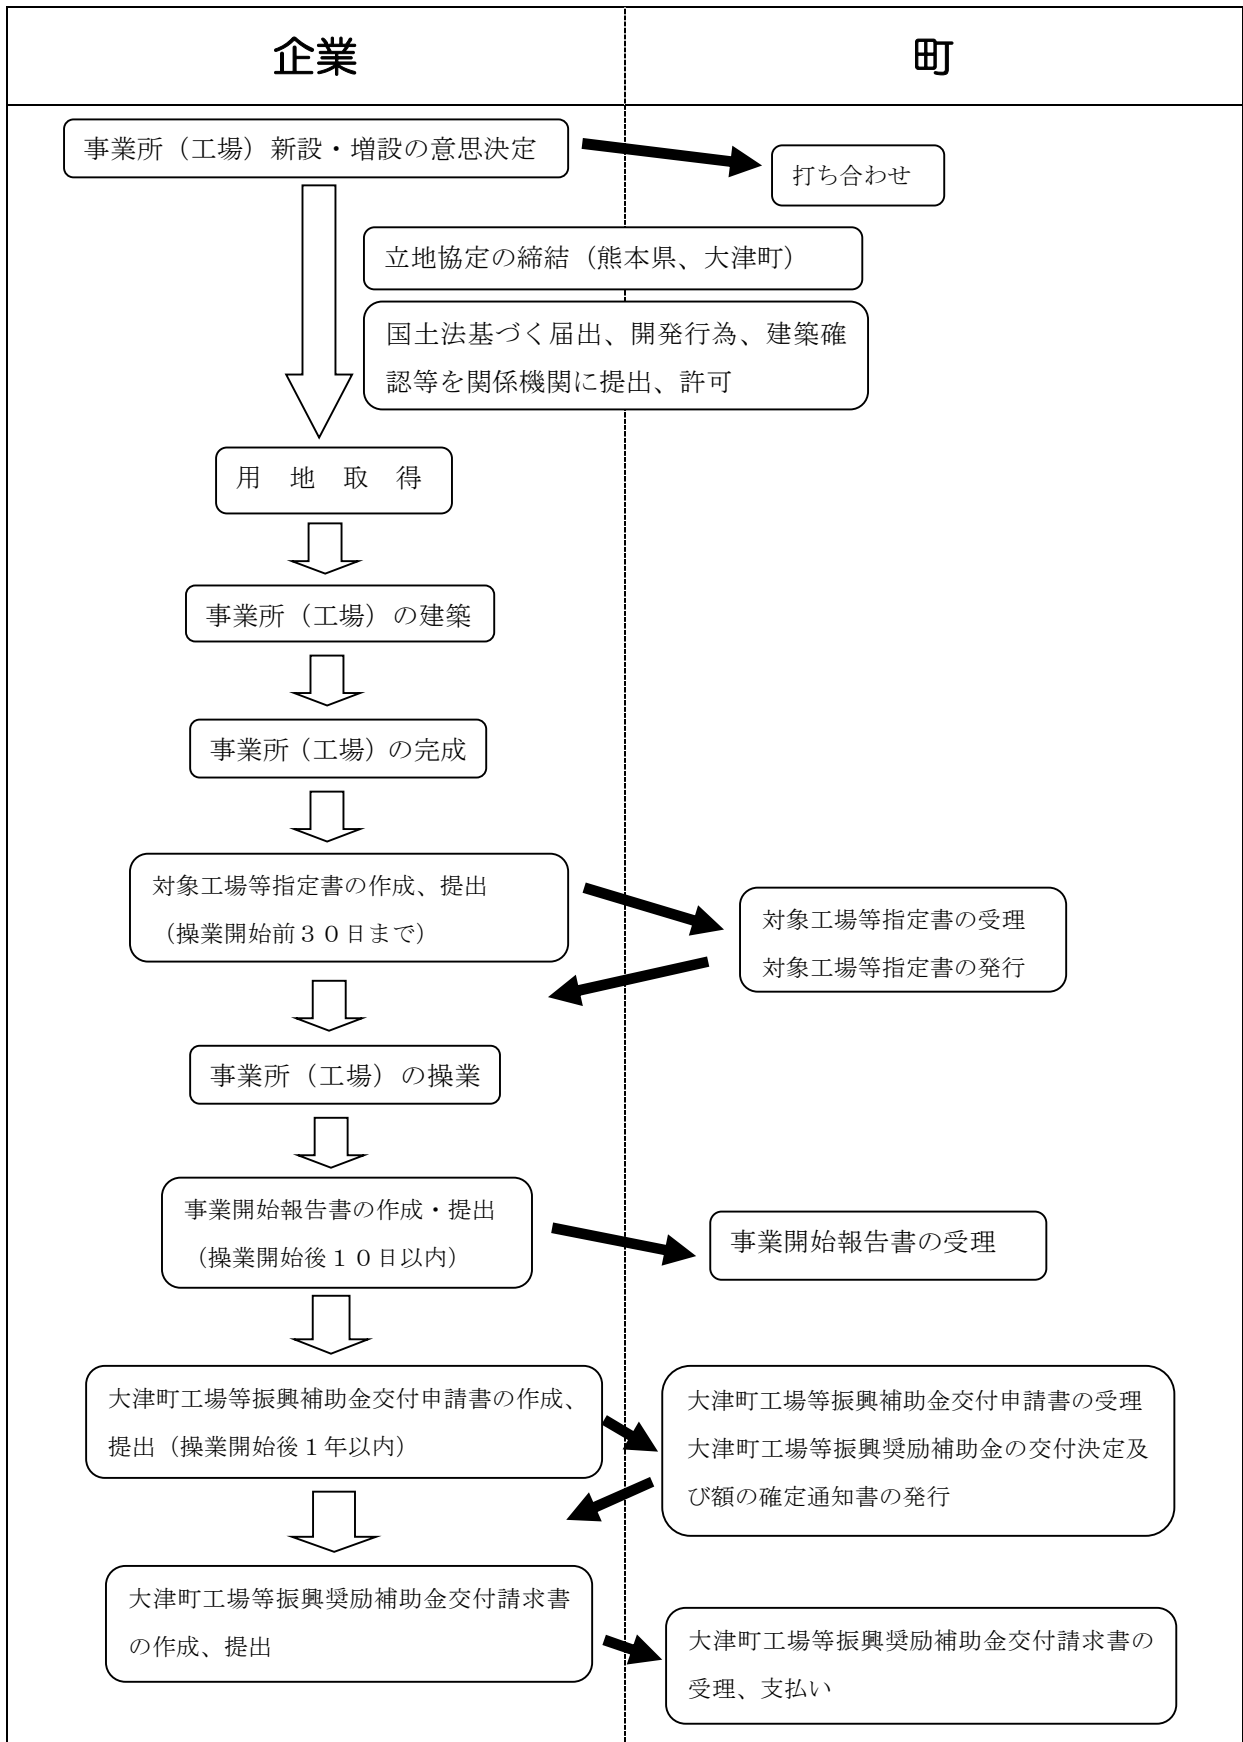 企業
町
事業所（工場）新設・増設の意思決定
打ち合わせ
立地協定の締結（熊本県、大津町）
国土法基づく届出、開発行為、建築確
認等を関係機関に提出、許可
用　地　取　得
事業所（工場）の建築
事業所（工場）の完成
対象工場等指定書の作成、提出
（操業開始前３０日まで）
対象工場等指定書の受理
対象工場等指定書の発行
事業所（工場）の操業
事業開始報告書の作成・提出
（操業開始後１０日以内）
事業開始報告書の受理
大津町工場等振興補助金交付申請書の作成、
提出（操業開始後１年以内）
大津町工場等振興補助金交付申請書の受理
大津町工場等振興奨励補助金の交付決定及
び額の確定通知書の発行
大津町工場等振興奨励補助金交付請求書
の作成、提出
大津町工場等振興奨励補助金交付請求書の
受理、支払い